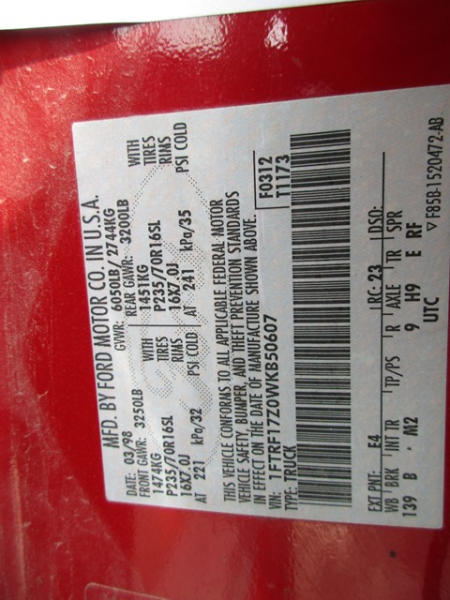 MFD. BY FORD MOTOR CO. IN U.S.A.
DATE: 03/98 GVWR: 6050LB/ 2744KG
FRONT GAWR: 3250LB REAR GAWR: 3200LB
1474KG 1451KG WITH
P235/70R16SL P235/70R16SL TIRES
16X7.0J 16X7.0J RIMS
AT 221 kPa/32 PSI COLD AT 241 kPa/35 PSI COLD
THIS VEHICLE CONFORMS TO ALL APPLICABLE FEDERAL MOTOR
VEHICLE SAFETY, BUMPER, AND THEFT PREVENTION STANDARDS
IN EFFECT ON THE DATE OF MANUFACTURE SHOWN ABOVE.
VIN: 1FTRF17Z0WKB50607
TYPE: TRUCK
F0312
T1173
EXT PNT: E4 RC: 23 DSO:
WB BRK INT TR TP/PS R AXLE TR SPR
139 B M2 9 H9 E RF
UTC
▽ F85B-1520472-AB